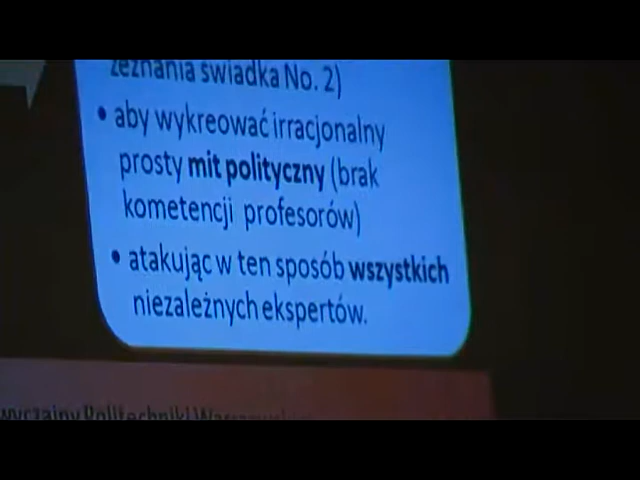 zeznania świadka No. 2)
• aby wykreować irracjonalny
prosty mit polityczny (brak
kometencji profesorów)
• atakując w ten sposób wszystkich
niezależnych ekspertów.
Politechniki